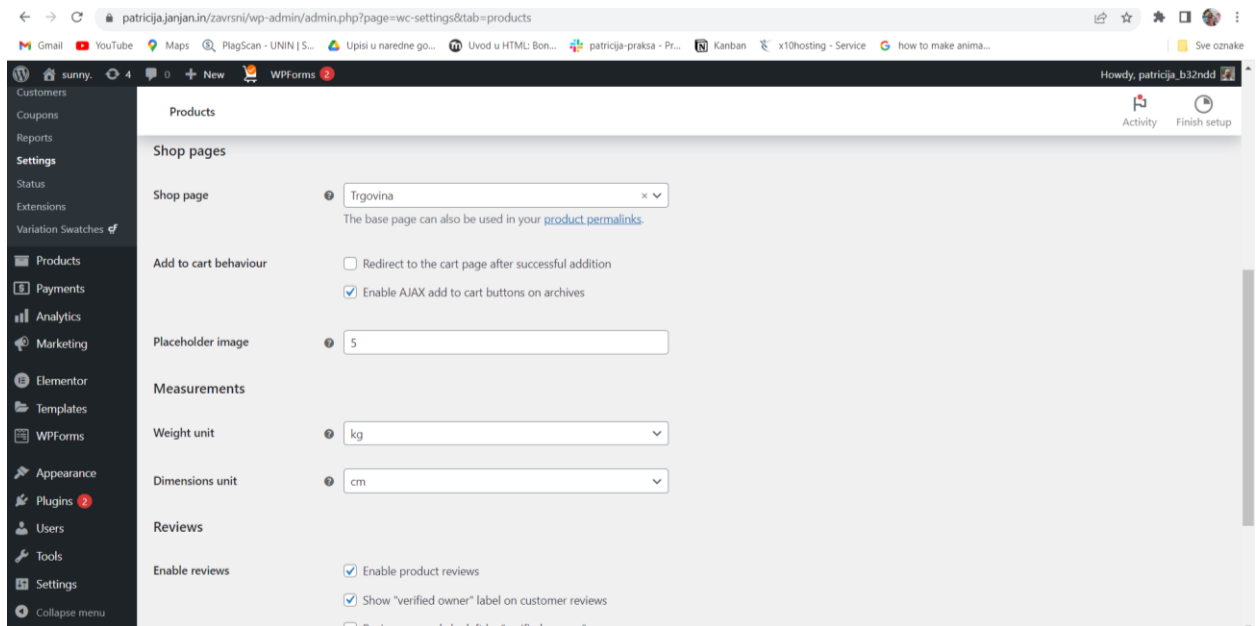 patricija.janjan.in/zavrsni/wp-admin/admin.php?page=wc-settings&tab=products
Gmail YouTube Maps PlagScan - UNIN | S... Upisi u naredne go... Uvod u HTML: Bon... patricija-praksa - Pr... Kanban x10hosting - Service how to make anima... Sve oznake
sunny. 4 0 + New WPForms 2 Howdy, patricija_b32ndd
Customers
Coupons
Reports
Settings
Status
Extensions
Variation Swatches
Products
Payments
Analytics
Marketing
Elementor
Templates
WPForms
Appearance
Plugins 2
Users
Tools
Settings
Collapse menu
Products
Activity Finish setup
Shop pages
Shop page Trgovina
The base page can also be used in your product permalinks.
Add to cart behaviour Redirect to the cart page after successful addition
Enable AJAX add to cart buttons on archives
Placeholder image 5
Measurements
Weight unit kg
Dimensions unit cm
Reviews
Enable reviews Enable product reviews
Show "verified owner" label on customer reviews